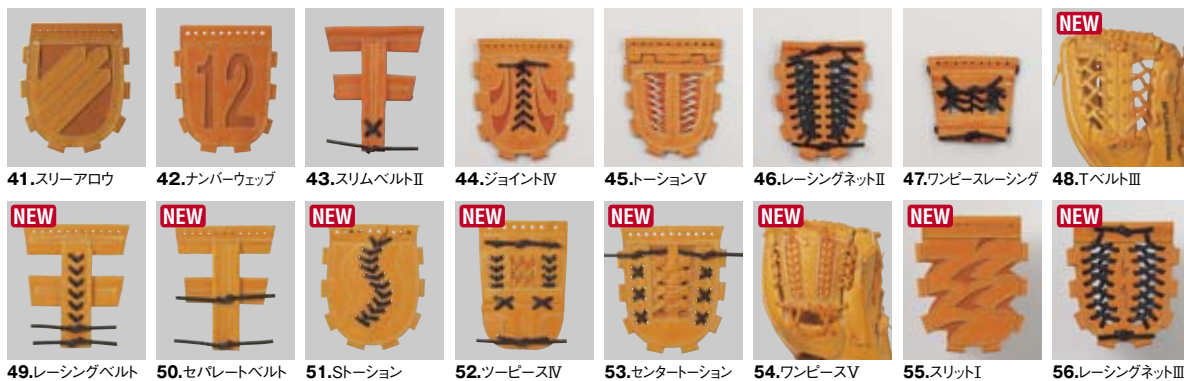 12
NEW
41.スリーアロウ 42.ナンバーウェッブ 43.スリムベルトⅡ 44.ジョイントⅣ 45.トーションⅤ 46.レーシングネットⅡ 47.ワンピースレーシング 48.TベルトⅢ
NEW NEW NEW NEW NEW NEW NEW NEW
49.レーシングベルト 50.セパレートベルト 51.Sトーション 52.ツーピースⅣ 53.センタートーション 54.ワンピースⅤ 55.スリットⅠ 56.レーシングネットⅢ